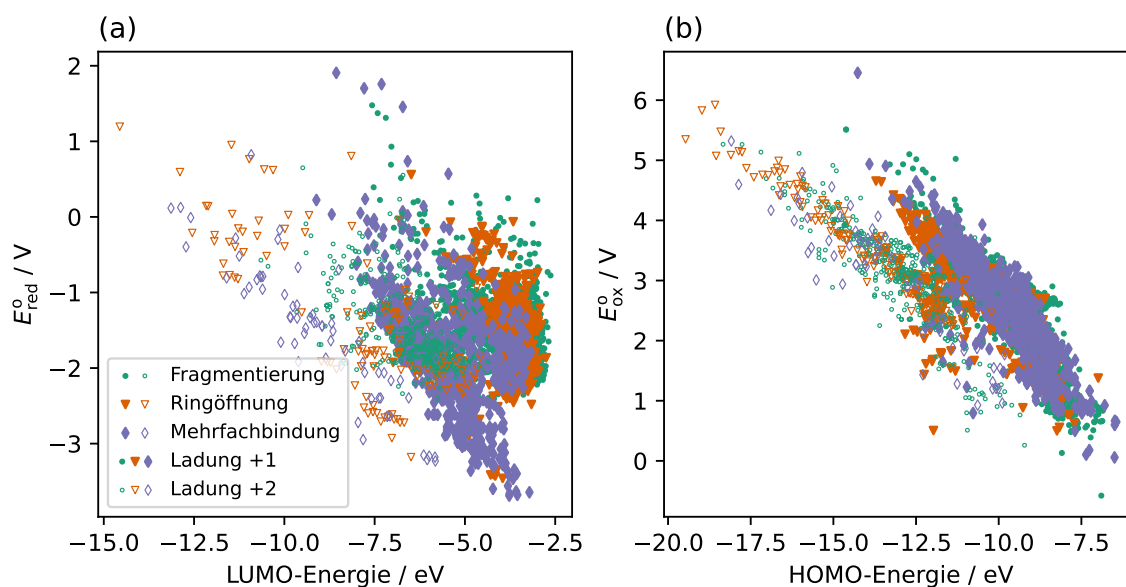 (a)
2
1
0
−1
−2
−3
E°red / V
Fragmentierung
Ringöffnung
Mehrfachbindung
Ladung +1
Ladung +2
−15.0 −12.5 −10.0 −7.5 −5.0 −2.5
LUMO-Energie / eV
(b)
6
5
4
3
2
1
0
E°ox / V
−20.0 −17.5 −15.0 −12.5 −10.0 −7.5
HOMO-Energie / eV